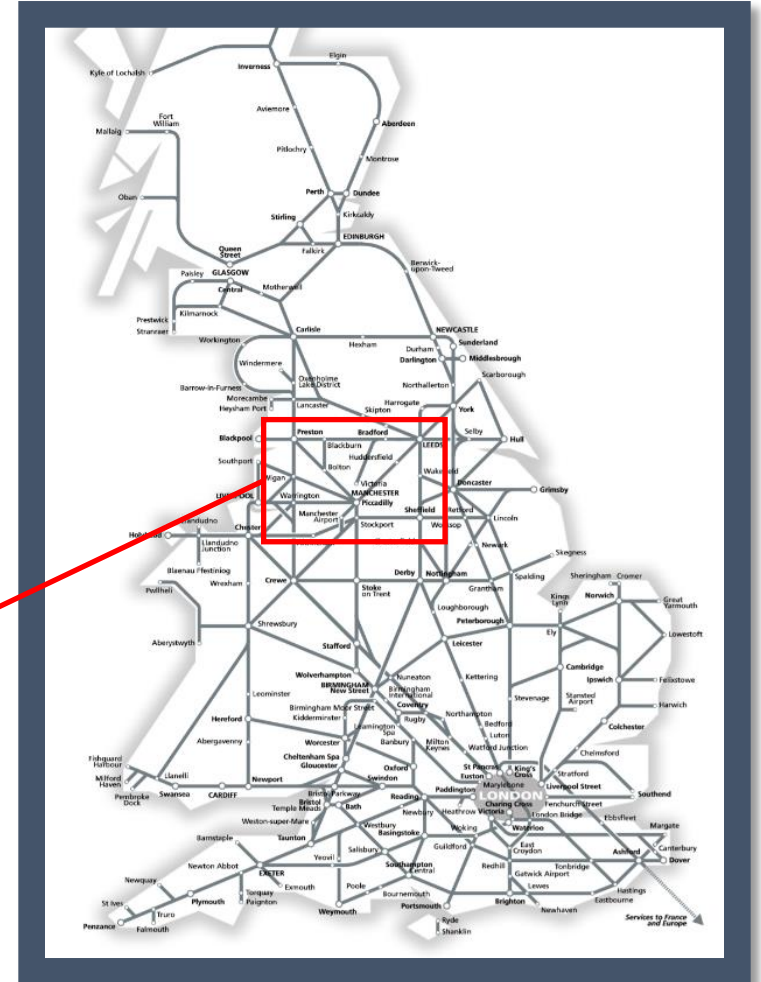 Elgin
Inverness
Kyle of Lochalsh
Aviemore
Fort
William
Aberdeen
Mallaig
Pitlochry
Montrose
Perth
Dundee
Oban
Stirling
Kirkcaldy
EDINBURGH
Queen
Street
Falkirk
Berwick-
upon-Tweed
Paisley
GLASGOW
Central
Motherwell
Prestwick
Kilmarnock
Stranraer
Carlisle
NEWCASTLE
Workington
Hexham
Sunderland
Durham
Darlington
Middlesbrough
Windermere
Scarborough
Oxenholme
Lake District
Northallerton
Barrow-in-Furness
Morecambe
Lancaster
Harrogate
Heysham Port
Skipton
York
Preston
Bradford
Selby
Blackpool
Blackburn
LEEDS
Hull
Huddersfield
Southport
Bolton
Wakefield
Wigan
Victoria
Doncaster
MANCHESTER
Piccadilly
Grimsby
LIVERPOOL
Warrington
Sheffield
Retford
Manchester
Airport
Lincoln
Llandudno
Chester
Stockport
Worksop
Holyhead
Llandudno
Junction
Newark
Skegness
Blaenau Ffestiniog
Derby
Nottingham
Spalding
Sheringham
Cromer
Pwllheli
Wrexham
Crewe
Stoke
on Trent
Grantham
Kings
Lynn
Norwich
Great
Yarmouth
Loughborough
Shrewsbury
Peterborough
Ely
Lowestoft
Aberystwyth
Stafford
Leicester
Wolverhampton
Cambridge
BIRMINGHAM
New Street
Nuneaton
Kettering
Ipswich
Felixstowe
Birmingham
International
Leominster
Stansted
Airport
Birmingham Moor Street
Coventry
Stevenage
Harwich
Kidderminster
Rugby
Northampton
Hereford
Leamington
Spa
Bedford
Colchester
Worcester
Banbury
Milton
Keynes
Luton
Abergavenny
Watford Junction
Chelmsford
Cheltenham Spa
Fishguard
Harbour
Gloucester
Oxford
St Pancras
King's
Cross
Euston
Stratford
Milford
Haven
Llanelli
Swindon
Marylebone
Newport
Paddington
Liverpool Street
Pembroke
Dock
Swansea
CARDIFF
Bristol Parkway
Reading
LONDON
Southend
Bristol
Temple Meads
Bath
Newbury
Heathrow
Charing Cross
Fenchurch Street
Victoria
London Bridge
Ebbsfleet
Weston-super-Mare
Westbury
Waterloo
Margate
Barnstaple
Taunton
Basingstoke
Woking
East
Croydon
Canterbury
Salisbury
Guildford
Ashford
Yeovil
Southampton
Central
Redhill
Tonbridge
Dover
Newton Abbot
EXETER
Gatwick Airport
Newquay
Exmouth
Poole
Lewes
Hastings
Torquay
Paignton
Bournemouth
Eastbourne
St Ives
Plymouth
Weymouth
Portsmouth
Brighton
Newhaven
Truro
Ryde
Services to France
and Europe
Penzance
Falmouth
Shanklin